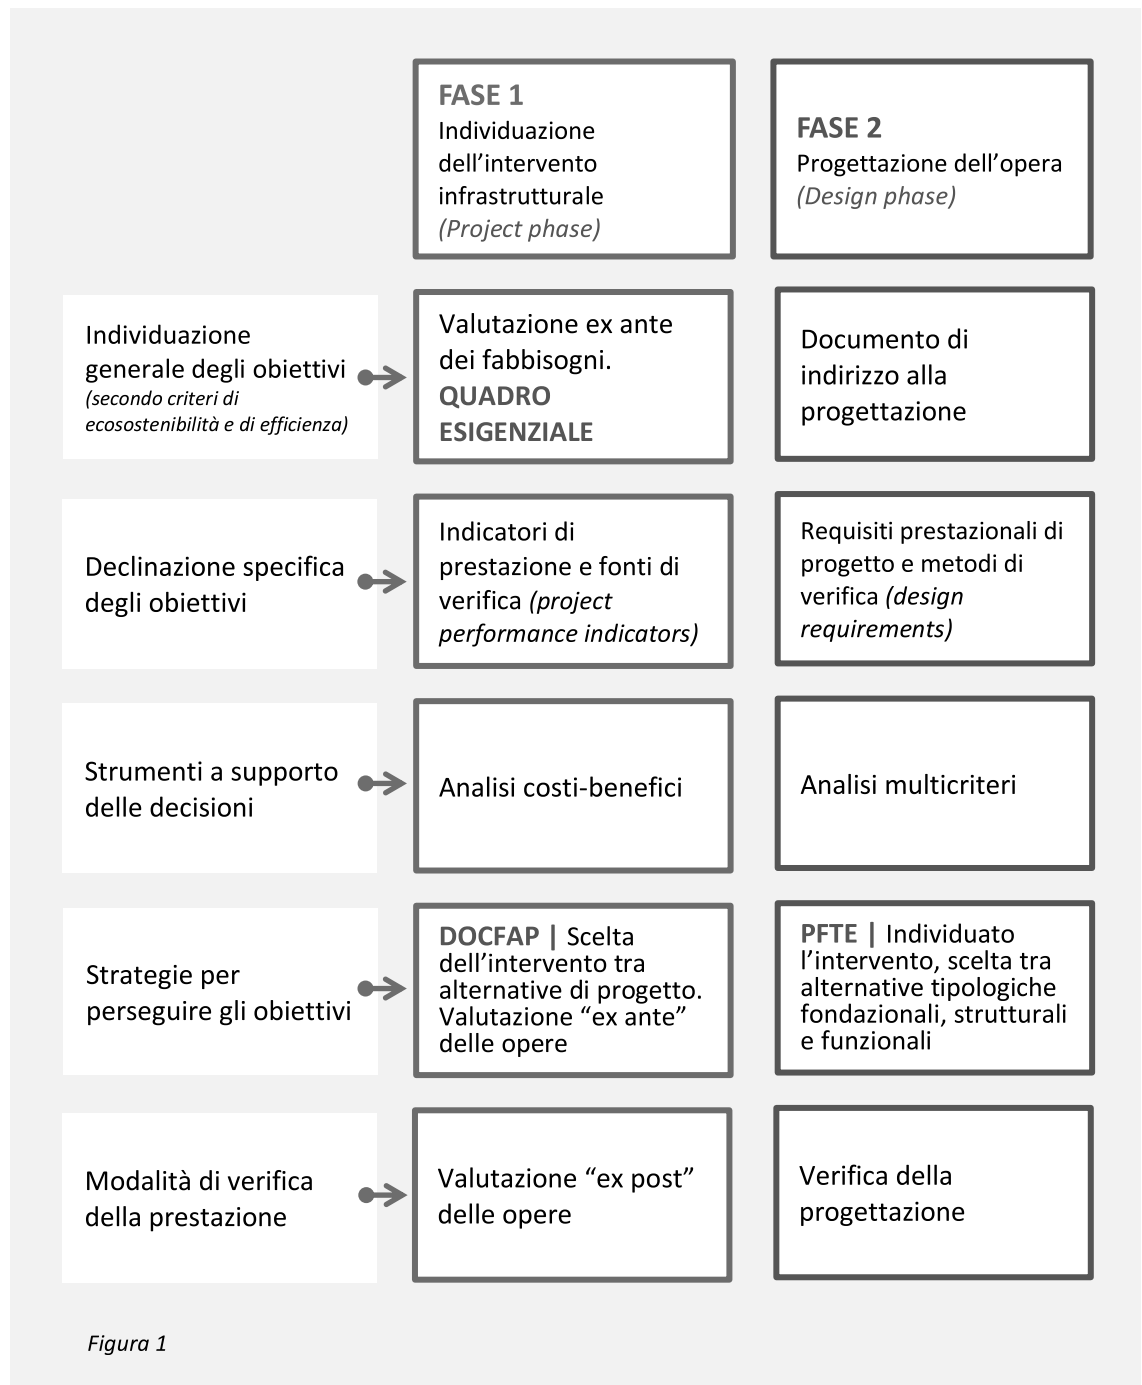 FASE 1
Individuazione
dell’intervento
infrastrutturale
(Project phase)
FASE 2
Progettazione dell’opera
(Design phase)
Individuazione
generale degli obiettivi
(secondo criteri di
ecosostenibilità e di efficienza)
Valutazione ex ante
dei fabbisogni.
QUADRO
ESIGENZIALE
Documento di
indirizzo alla
progettazione
Declinazione specifica
degli obiettivi
Indicatori di
prestazione e fonti di
verifica (project
performance indicators)
Requisiti prestazionali di
progetto e metodi di
verifica (design
requirements)
Strumenti a supporto
delle decisioni
Analisi costi-benefici
Analisi multicriteri
Strategie per
perseguire gli obiettivi
DOCFAP | Scelta
dell’intervento tra
alternative di progetto.
Valutazione “ex ante”
delle opere
PFTE | Individuato
l’intervento, scelta tra
alternative tipologiche
fondazionali, strutturali
e funzionali
Modalità di verifica
della prestazione
Valutazione “ex post”
delle opere
Verifica della
progettazione
Figura 1